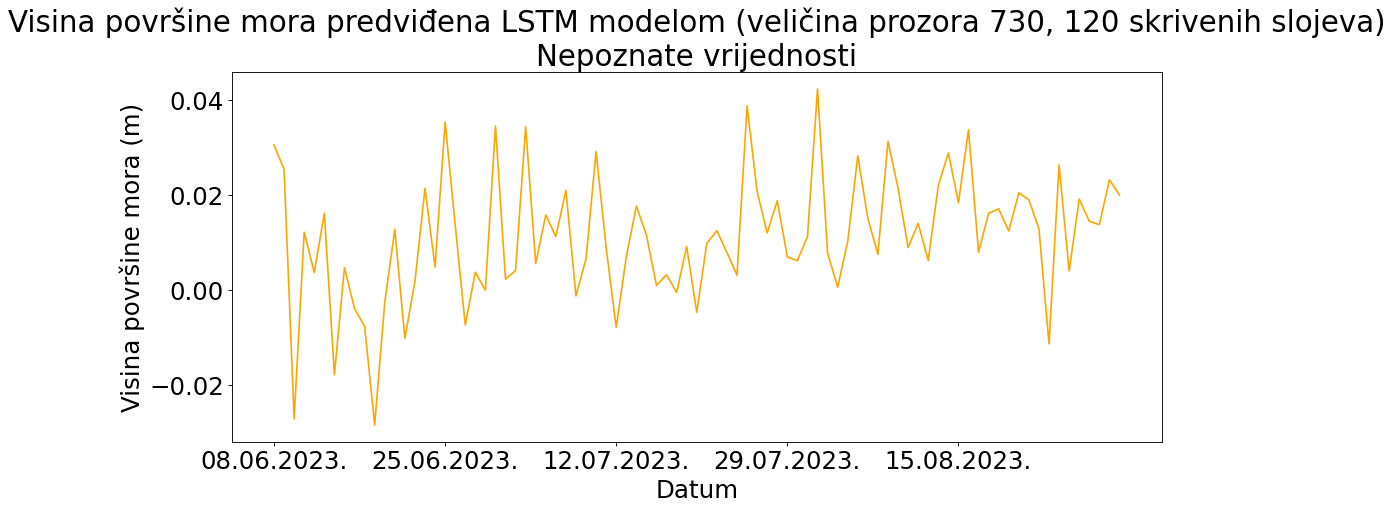 Visina površine mora predviđena LSTM modelom (veličina prozora 730, 120 skrivenih slojeva)
Nepoznate vrijednosti
Visina površine mora (m)
0.04
0.02
0.00
−0.02
08.06.2023. 25.06.2023. 12.07.2023. 29.07.2023. 15.08.2023.
Datum